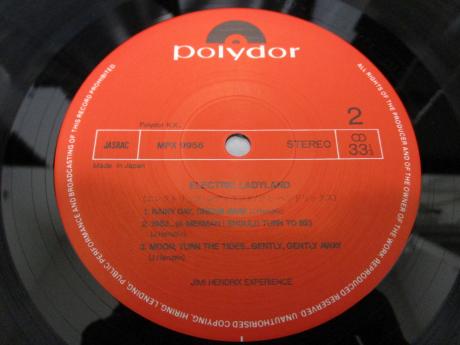 polydor
Polydor K.K.
2
JASRAC
MPX 9956
STEREO
33⅓
Made in Japan
ELECTRIC LADYLAND
1. RAINY DAY, DREAM AWAY
(J.Hendrix)
2. 1983....(A MERMAN I SHOULD TURN TO BE)
(J.Hendrix)
3. MOON, TURN THE TIDES...GENTLY, GENTLY AWAY
(J.Hendrix)
JIMI HENDRIX EXPERIENCE
ALL RIGHTS OF THE PRODUCER AND OF THE OWNER OF THE WORK REPRODUCED RESERVED UNAUTHORISED COPYING, HIRING, LENDING, PUBLIC PERFORMANCE AND BROADCASTING OF THIS RECORD PROHIBITED